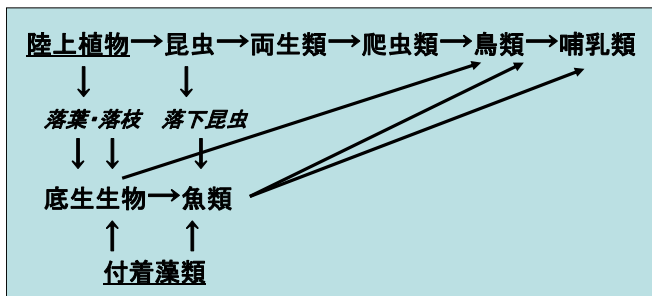 陸上植物→昆虫→両生類→爬虫類→鳥類→哺乳類
落葉・落枝 落下昆虫
底生生物→魚類
付着藻類